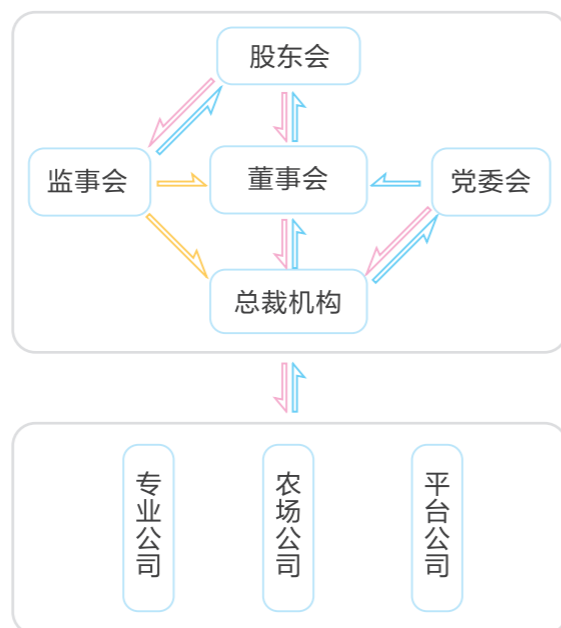 股东会
监事会
董事会
党委会
总裁机构
专业公司
农场公司
平台公司